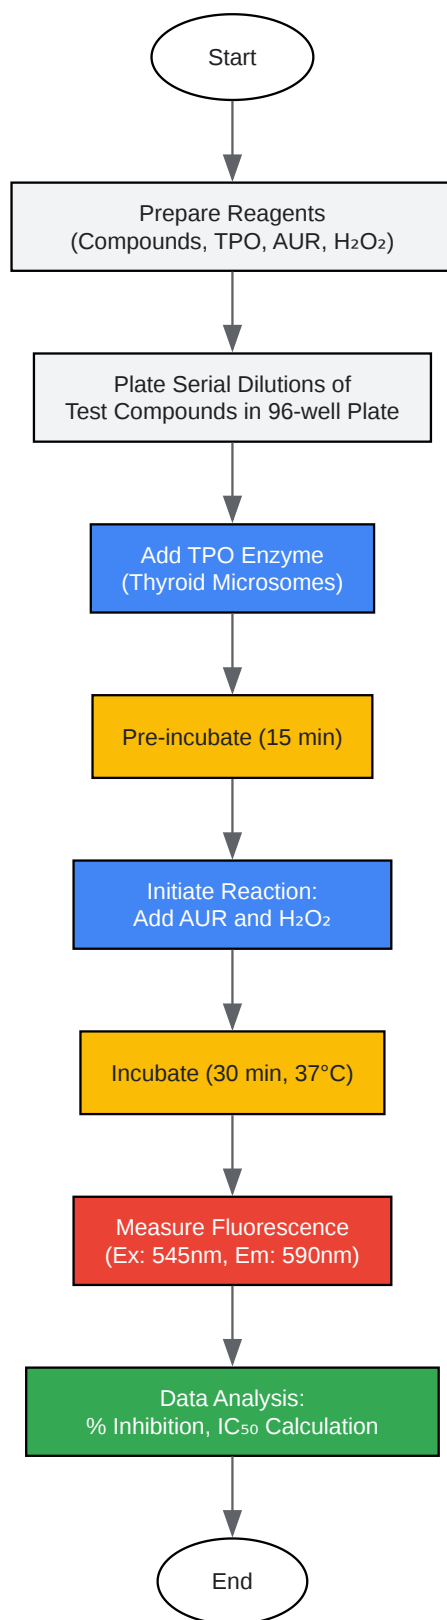 Start
Prepare Reagents
(Compounds, TPO, AUR, H₂O₂)
Plate Serial Dilutions of
Test Compounds in 96-well Plate
Add TPO Enzyme
(Thyroid Microsomes)
Pre-incubate (15 min)
Initiate Reaction:
Add AUR and H₂O₂
Incubate (30 min, 37°C)
Measure Fluorescence
(Ex: 545nm, Em: 590nm)
Data Analysis:
% Inhibition, IC₅₀ Calculation
End